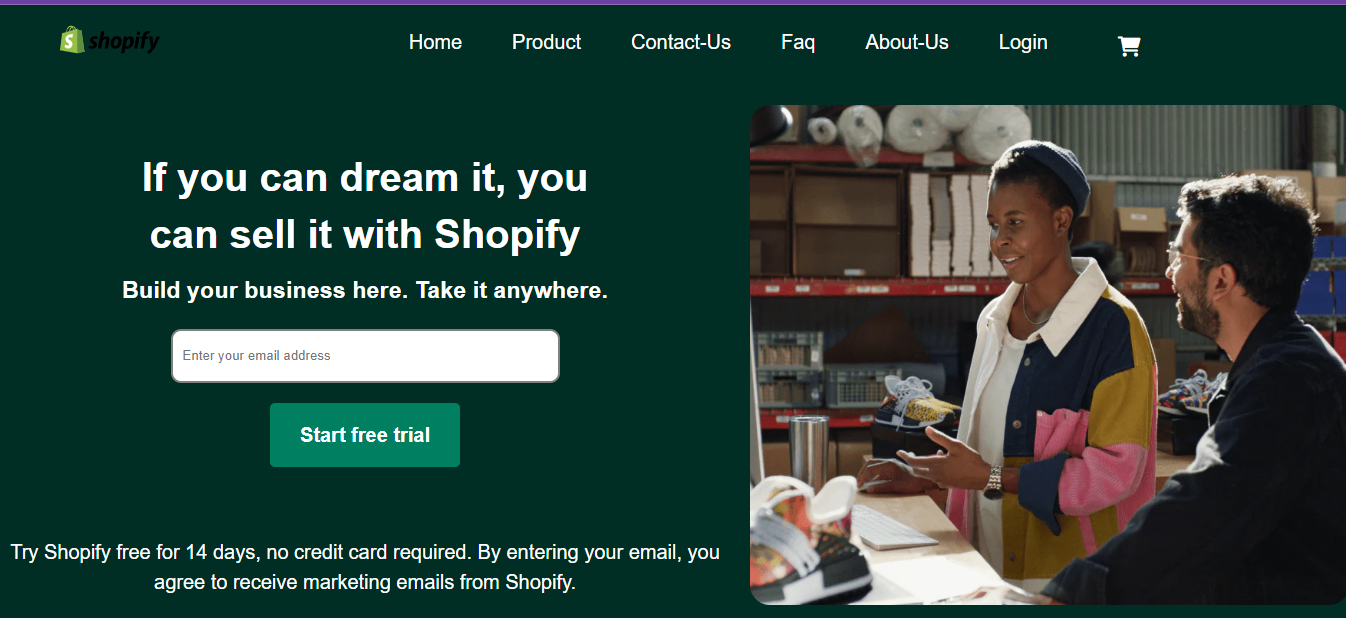 shopify
Home Product Contact-Us Faq About-Us Login
If you can dream it, you
can sell it with Shopify
Build your business here. Take it anywhere.
Enter your email address
Start free trial
Try Shopify free for 14 days, no credit card required. By entering your email, you
agree to receive marketing emails from Shopify.